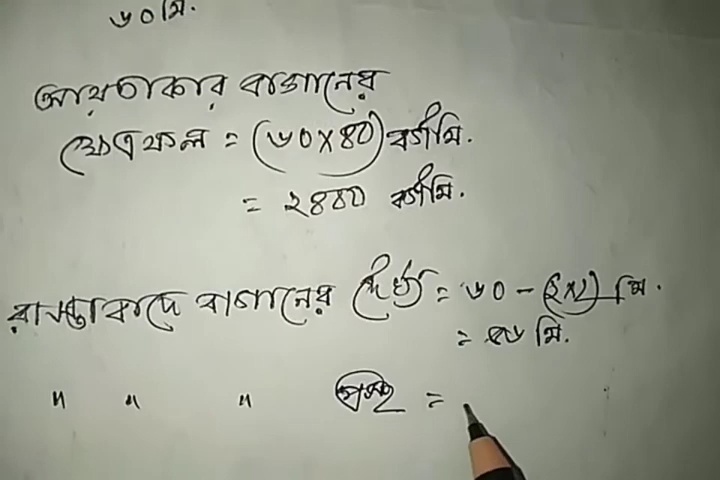 ৬০মি.
আয়তাকার বাগানের
ক্ষেত্রফল = (৬০×৪০) বর্গমি.
= ২৪০০ বর্গমি.
রাস্তাবাদে বাগানের দৈর্ঘ্য = ৬০ - (২×২) মি.
= ৫৬ মি.
" " " প্রস্থ =